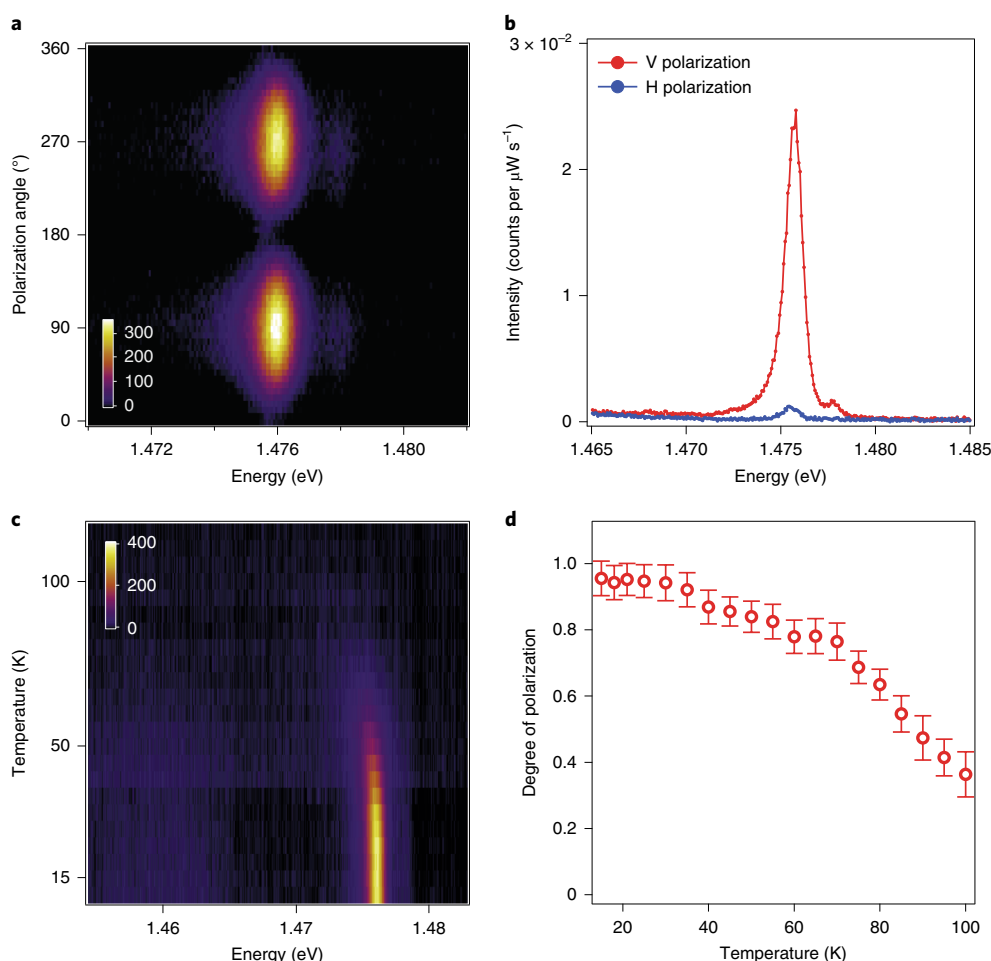 a
360
270
180
90
0
Polarization angle (°)
300
200
100
0
1.472
1.476
1.480
Energy (eV)
b
3 × 10⁻²
2
1
0
Intensity (counts per μW s⁻¹)
V polarization
H polarization
1.465
1.470
1.475
1.480
1.485
Energy (eV)
c
400
200
0
100
50
15
Temperature (K)
1.46
1.47
1.48
Energy (eV)
d
1.0
0.8
0.6
0.4
0.2
0
Degree of polarization
20
40
60
80
100
Temperature (K)